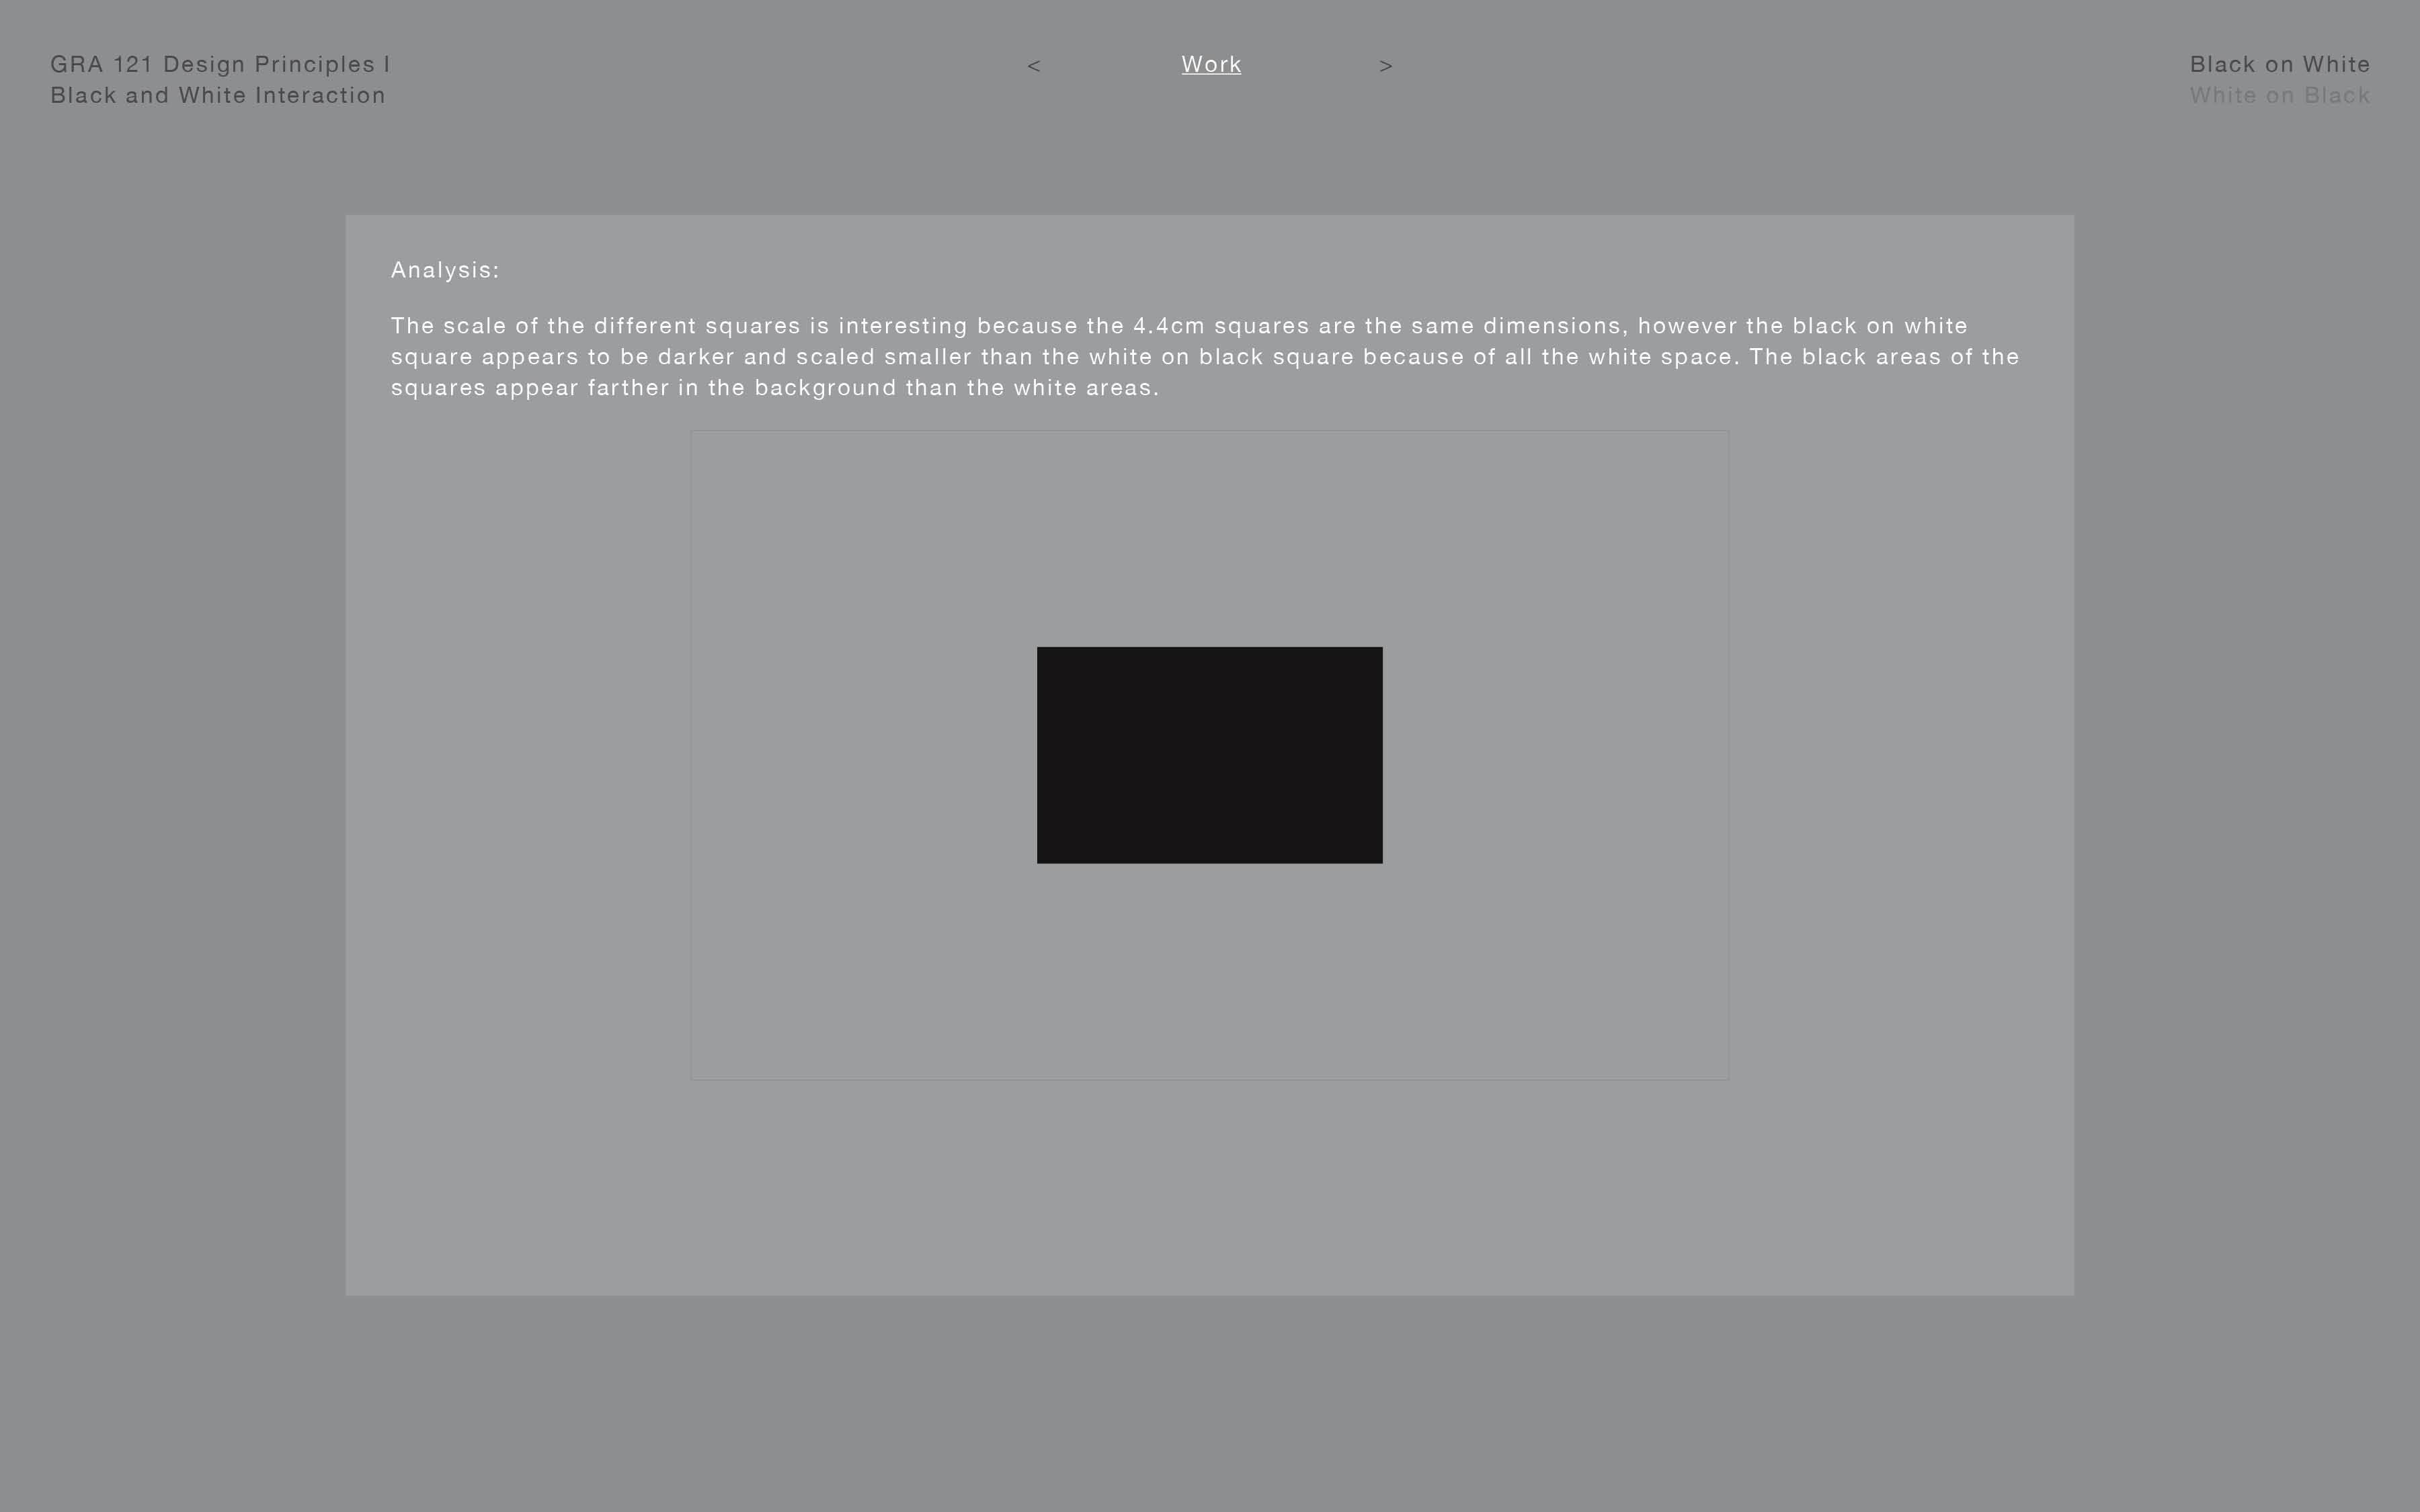 GRA 121 Design Principles I
Black and White Interaction
< Work >
Black on White
White on Black
Analysis:
The scale of the different squares is interesting because the 4.4cm squares are the same dimensions, however the black on white
square appears to be darker and scaled smaller than the white on black square because of all the white space. The black areas of the
squares appear farther in the background than the white areas.